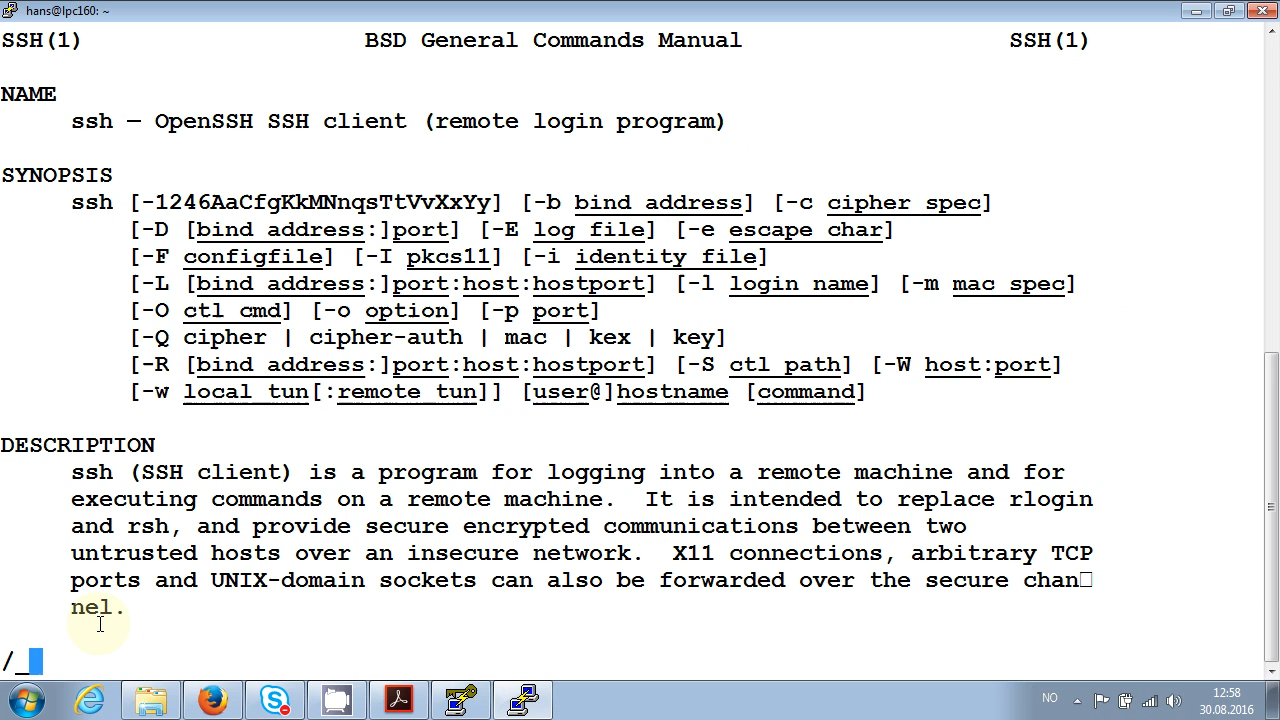 hans@lpc160: ~
SSH(1) BSD General Commands Manual SSH(1)
NAME
ssh — OpenSSH SSH client (remote login program)
SYNOPSIS
ssh [-1246AaCfgKkMNnqsTtVvXxYy] [-b bind_address] [-c cipher_spec]
[-D [bind_address:]port] [-E log_file] [-e escape_char]
[-F configfile] [-I pkcs11] [-i identity_file]
[-L [bind_address:]port:host:hostport] [-l login_name] [-m mac_spec]
[-O ctl_cmd] [-o option] [-p port]
[-Q cipher | cipher-auth | mac | kex | key]
[-R [bind_address:]port:host:hostport] [-S ctl_path] [-W host:port]
[-w local_tun[:remote_tun]] [user@]hostname [command]
DESCRIPTION
ssh (SSH client) is a program for logging into a remote machine and for
executing commands on a remote machine.  It is intended to replace rlogin
and rsh, and provide secure encrypted communications between two
untrusted hosts over an insecure network.  X11 connections, arbitrary TCP
ports and UNIX-domain sockets can also be forwarded over the secure chan□
nel.
/_
NO 12:58
30.08.2016